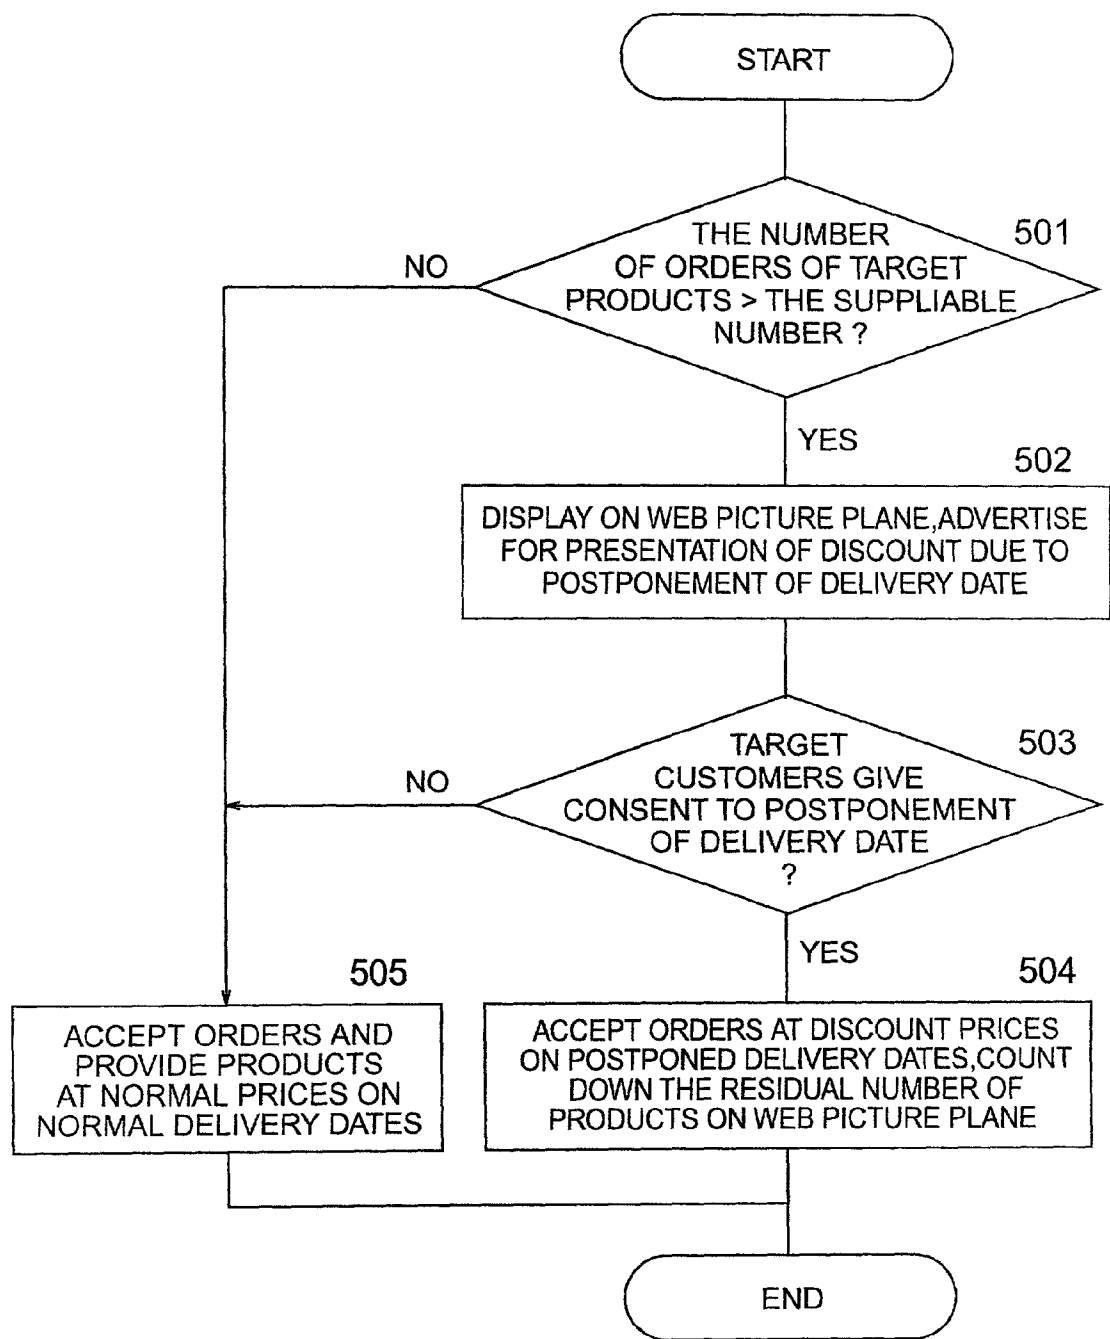 START
501
THE NUMBER
OF ORDERS OF TARGET
PRODUCTS > THE SUPPLIABLE
NUMBER ?
NO
YES
502
DISPLAY ON WEB PICTURE PLANE,ADVERTISE
FOR PRESENTATION OF DISCOUNT DUE TO
POSTPONEMENT OF DELIVERY DATE
503
TARGET
CUSTOMERS GIVE
CONSENT TO POSTPONEMENT
OF DELIVERY DATE
?
NO
YES
505
ACCEPT ORDERS AND
PROVIDE PRODUCTS
AT NORMAL PRICES ON
NORMAL DELIVERY DATES
504
ACCEPT ORDERS AT DISCOUNT PRICES
ON POSTPONED DELIVERY DATES,COUNT
DOWN THE RESIDUAL NUMBER OF
PRODUCTS ON WEB PICTURE PLANE
END